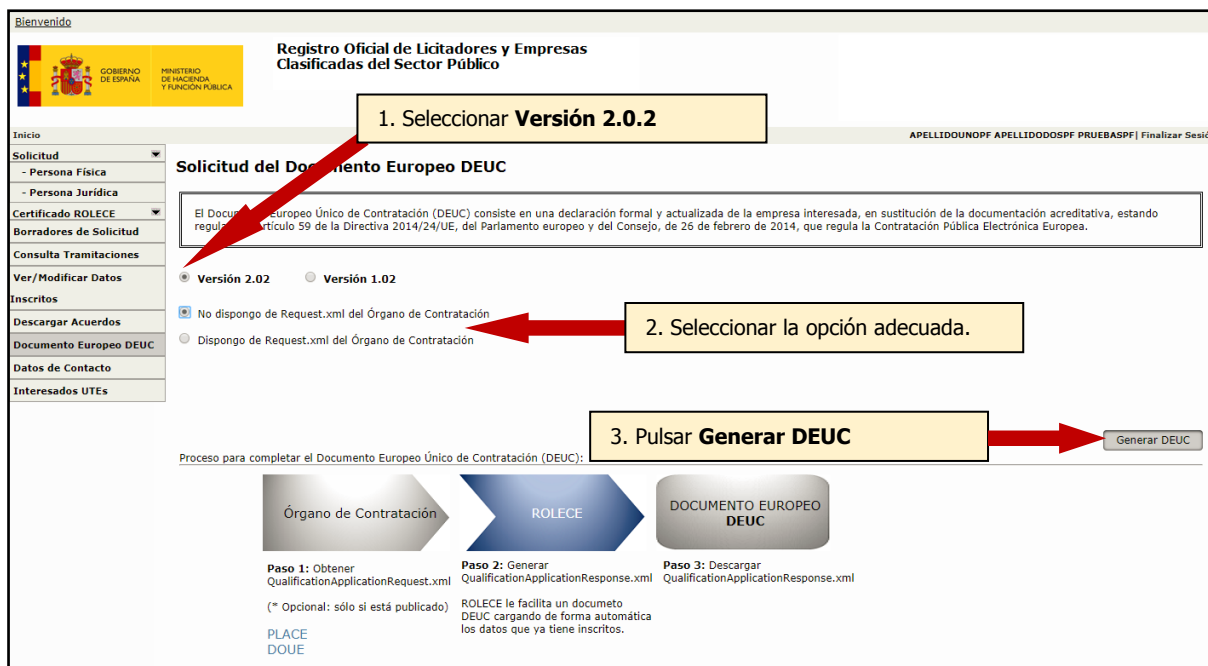 Bienvenido
GOBIERNO
DE ESPAÑA
MINISTERIO
DE HACIENDA
Y FUNCIÓN PÚBLICA
Registro Oficial de Licitadores y Empresas
Clasificadas del Sector Público
1. Seleccionar Versión 2.0.2
Inicio
APELLIDOUNOPF APELLIDODOSPF PRUEBASPF| Finalizar Sesió
Solicitud
- Persona Física
- Persona Jurídica
Certificado ROLECE
Borradores de Solicitud
Consulta Tramitaciones
Ver/Modificar Datos
Inscritos
Descargar Acuerdos
Documento Europeo DEUC
Datos de Contacto
Interesados UTEs
Solicitud del Documento Europeo DEUC
El Docum Europeo Único de Contratación (DEUC) consiste en una declaración formal y actualizada de la empresa interesada, en sustitución de la documentación acreditativa, estando
regula artículo 59 de la Directiva 2014/24/UE, del Parlamento europeo y del Consejo, de 26 de febrero de 2014, que regula la Contratación Pública Electrónica Europea.
Versión 2.02 Versión 1.02
No dispongo de Request.xml del Órgano de Contratación
Dispongo de Request.xml del Órgano de Contratación
2. Seleccionar la opción adecuada.
3. Pulsar Generar DEUC
Generar DEUC
Proceso para completar el Documento Europeo Único de Contratación (DEUC):
Órgano de Contratación
ROLECE
DOCUMENTO EUROPEO
DEUC
Paso 1: Obtener
QualificationApplicationRequest.xml
(* Opcional: sólo si está publicado)
PLACE
DOUE
Paso 2: Generar
QualificationApplicationResponse.xml
ROLECE le facilita un documeto
DEUC cargando de forma automática
los datos que ya tiene inscritos.
Paso 3: Descargar
QualificationApplicationResponse.xml